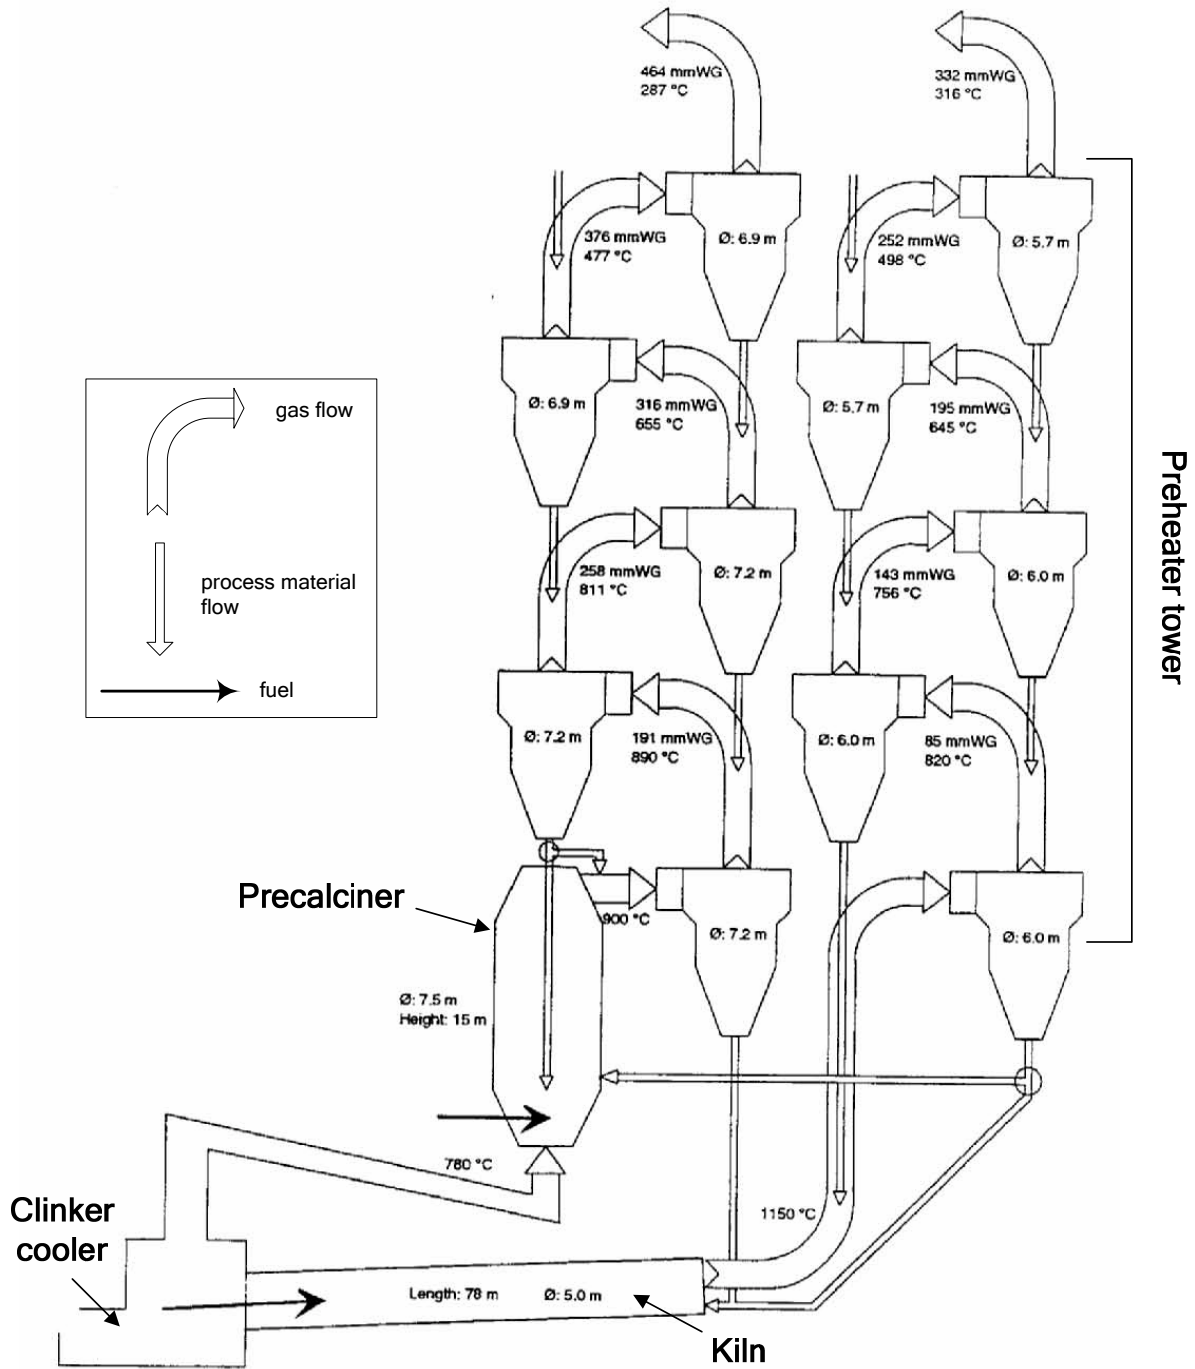 464 mmWG
287 °C
332 mmWG
316 °C
376 mmWG
477 °C
Ø: 6.9 m
252 mmWG
498 °C
Ø: 5.7 m
Ø: 6.9 m
316 mmWG
655 °C
Ø: 5.7 m
195 mmWG
645 °C
gas flow
process material
flow
fuel
Preheater tower
258 mmWG
811 °C
Ø: 7.2 m
143 mmWG
756 °C
Ø: 6.0 m
Ø: 7.2 m
191 mmWG
890 °C
Ø: 6.0 m
85 mmWG
820 °C
Precalciner
900 °C
Ø: 7.2 m
Ø: 6.0 m
Ø: 7.5 m
Height: 15 m
780 °C
1150 °C
Clinker
cooler
Length: 78 m
Ø: 5.0 m
Kiln